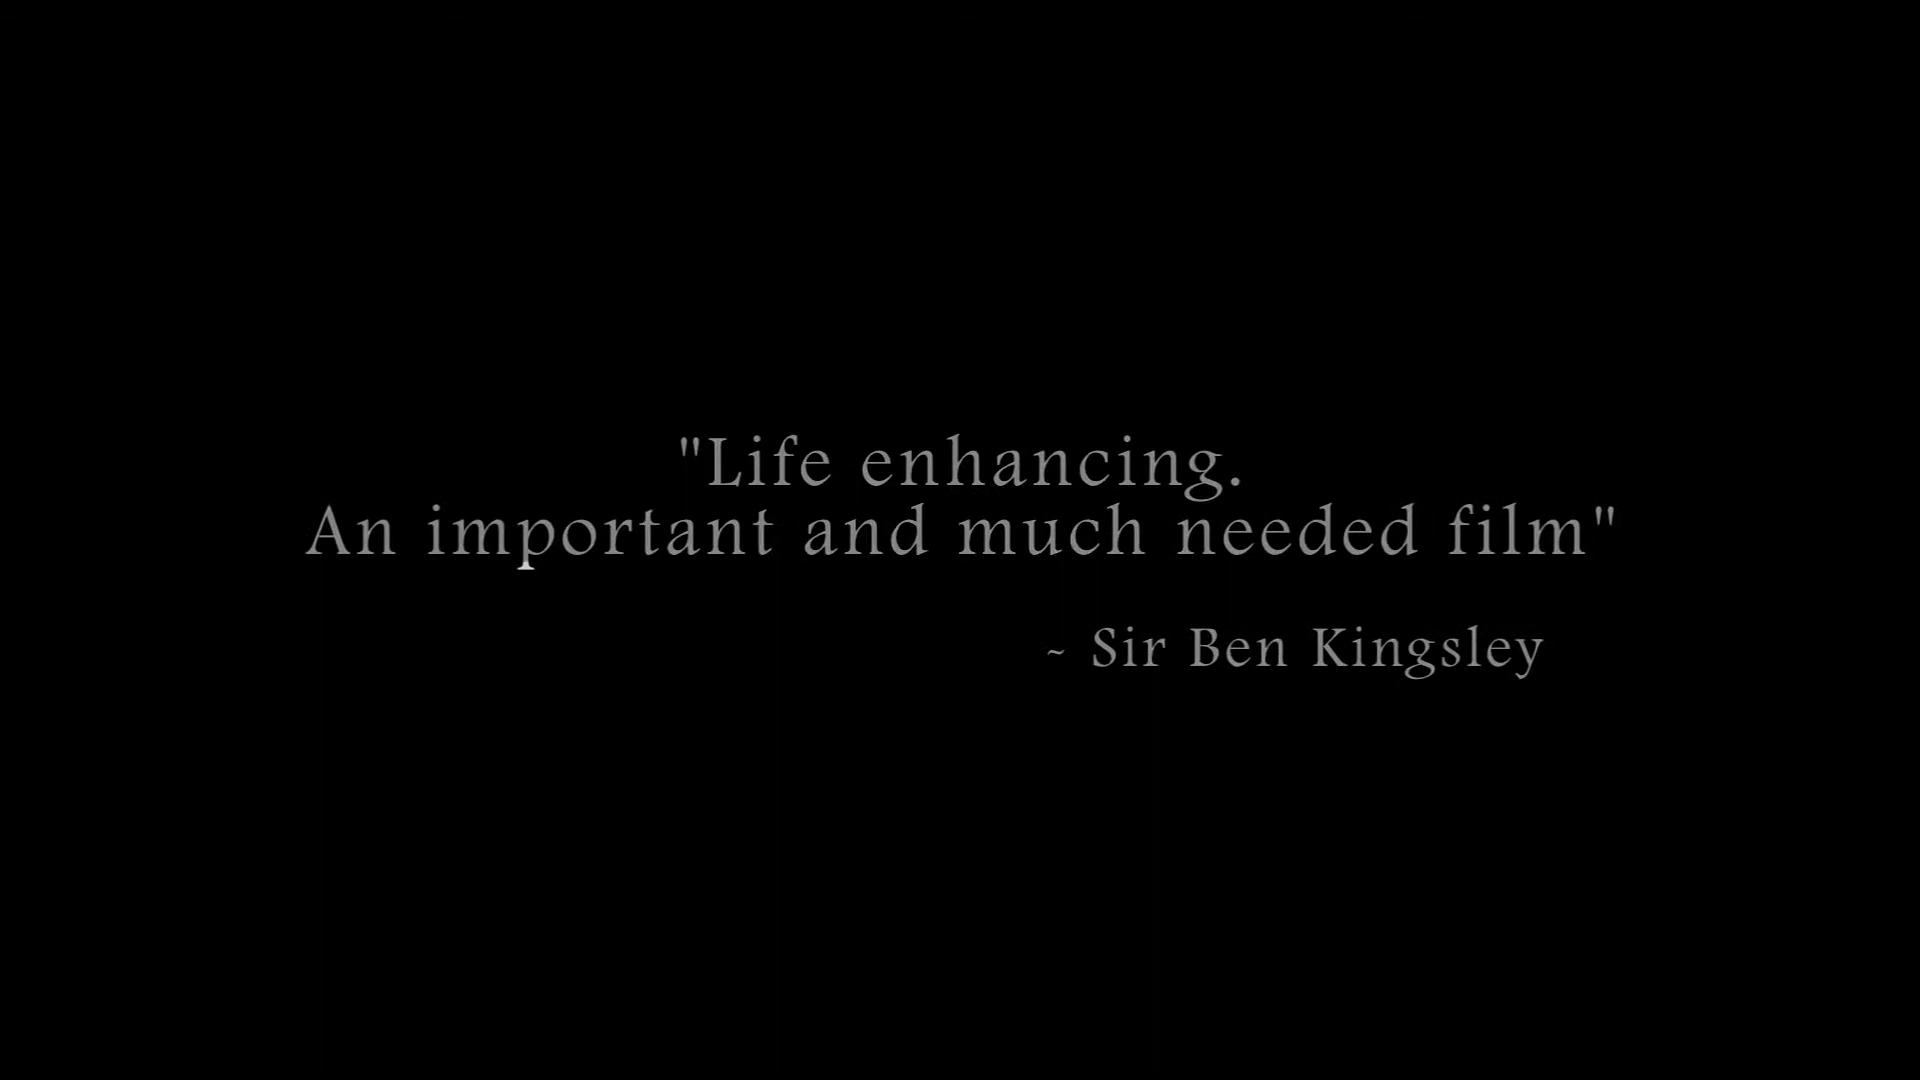 "Life enhancing.
An important and much needed film"
~ Sir Ben Kingsley